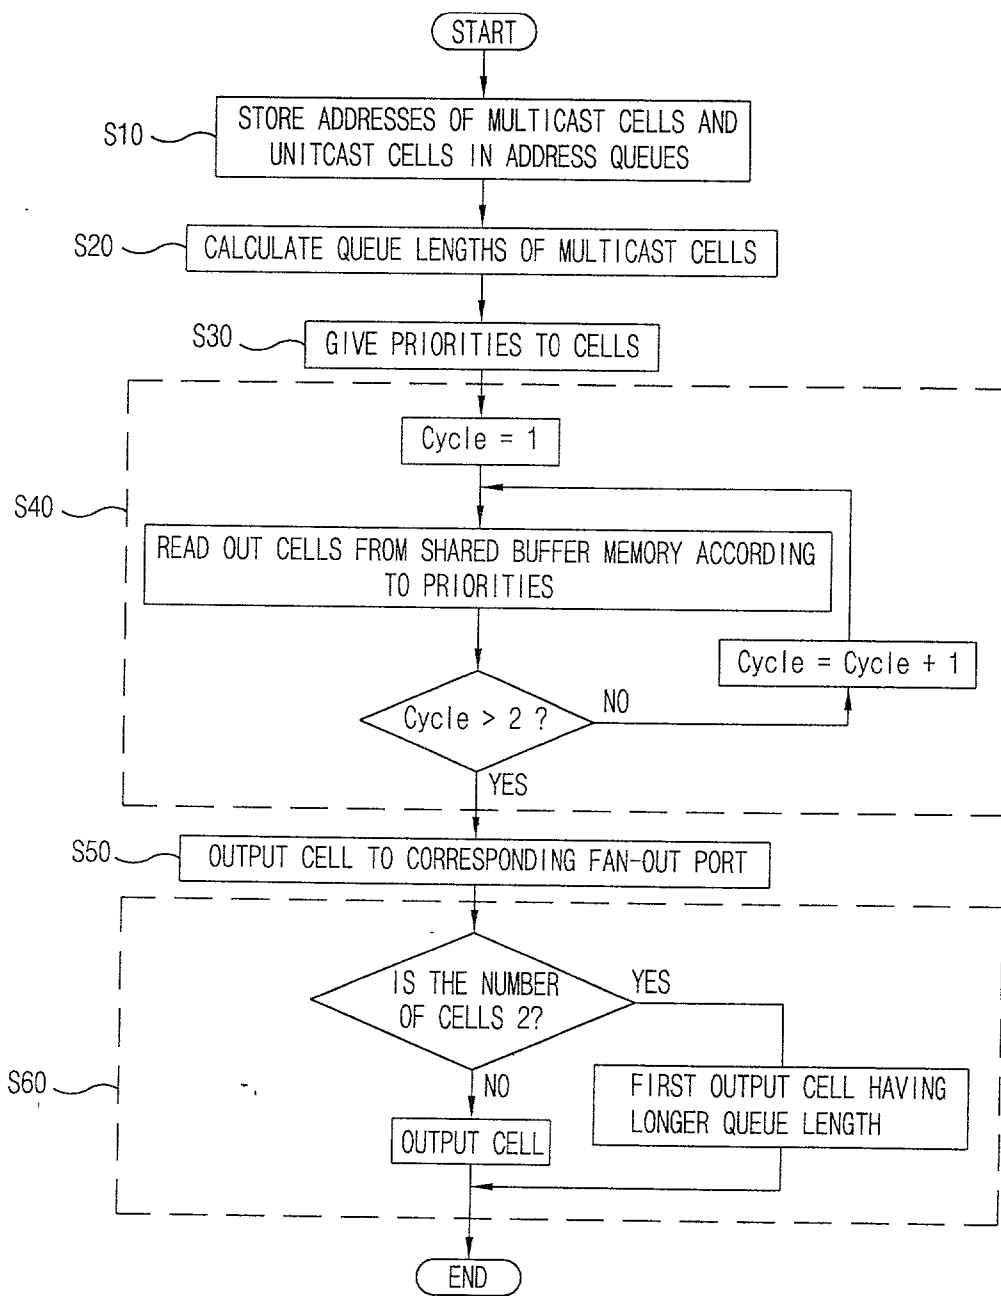 START
S10
STORE ADDRESSES OF MULTICAST CELLS AND
UNITCAST CELLS IN ADDRESS QUEUES
S20
CALCULATE QUEUE LENGTHS OF MULTICAST CELLS
S30
GIVE PRIORITIES TO CELLS
Cycle = 1
S40
READ OUT CELLS FROM SHARED BUFFER MEMORY ACCORDING
TO PRIORITIES
Cycle = Cycle + 1
Cycle > 2 ?
NO
YES
S50
OUTPUT CELL TO CORRESPONDING FAN-OUT PORT
IS THE NUMBER
OF CELLS 2?
YES
S60
NO
FIRST OUTPUT CELL HAVING
LONGER QUEUE LENGTH
OUTPUT CELL
END